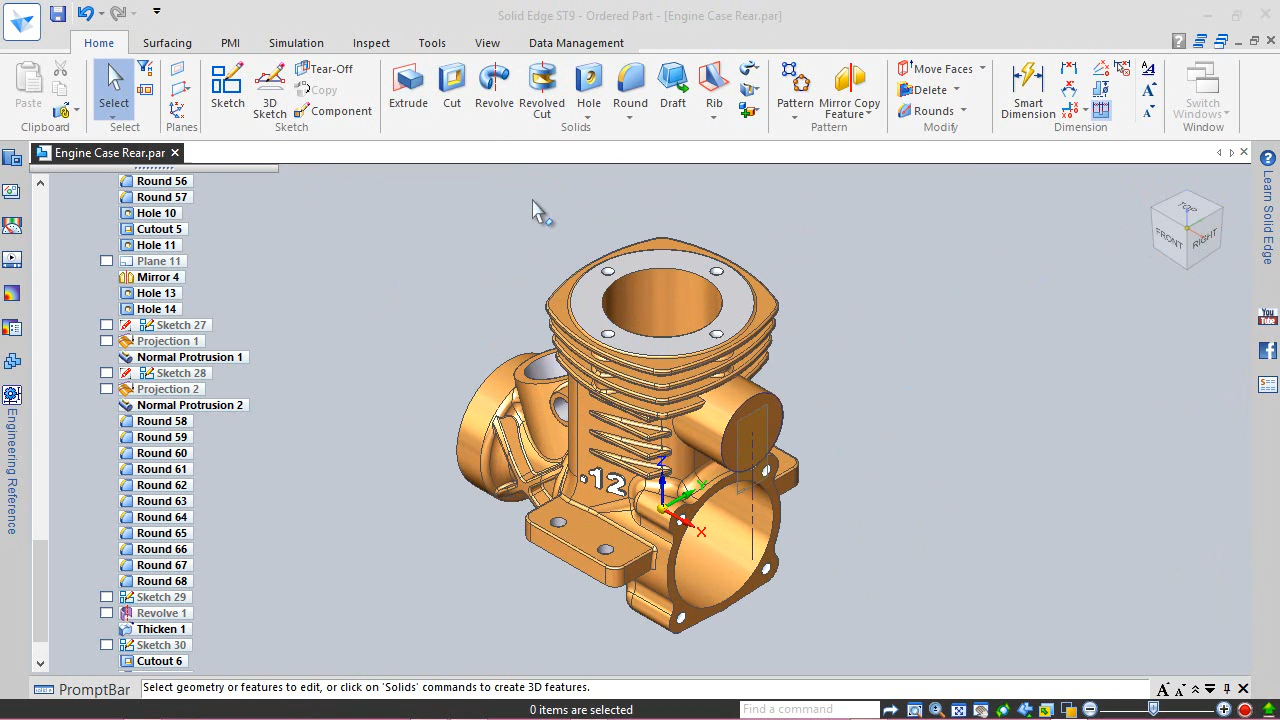 Solid Edge ST9 - Ordered Part - [Engine Case Rear.par]
Home Surfacing PMI Simulation Inspect Tools View Data Management
Paste
Clipboard
Select
Select
Planes
Sketch
3D Sketch
Tear-Off
Copy
Component
Sketch
Extrude Cut Revolve Revolved Cut Hole Round Draft Rib
Solids
Pattern Mirror Copy Feature
Pattern
Move Faces
Delete
Rounds
Modify
Smart Dimension
Dimension
Switch Windows
Window
Engine Case Rear.par
Round 56
Round 57
Hole 10
Cutout 5
Hole 11
Plane 11
Mirror 4
Hole 13
Hole 14
Sketch 27
Projection 1
Normal Protrusion 1
Sketch 28
Projection 2
Normal Protrusion 2
Round 58
Round 59
Round 60
Round 61
Round 62
Round 63
Round 64
Round 65
Round 66
Round 67
Round 68
Sketch 29
Revolve 1
Thicken 1
Sketch 30
Cutout 6
Engineering Reference
.12
Z
Y
X
TOP
FRONT
RIGHT
Learn Solid Edge
You Tube
PromptBar
Select geometry or features to edit, or click on 'Solids' commands to create 3D features.
0 items are selected
Find a command